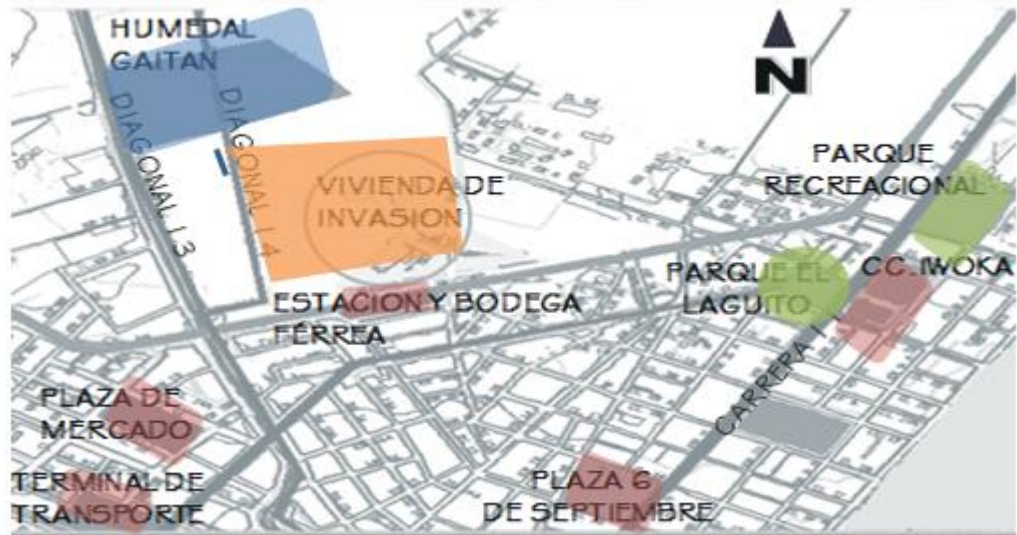 HUMEDAL
GAITAN
N
DIAGONAL 13
DIAGONAL 14
PARQUE
RECREACIONAL
VIVIENDA DE
INVASION
PARQUE EL
LAGUITO
CC. IWOKA
ESTACION Y BODEGA
FÉRREA
CARRERA 1
PLAZA DE
MERCADO
TERMINAL DE
TRANSPORTE
PLAZA 6
DE SEPTIEMBRE